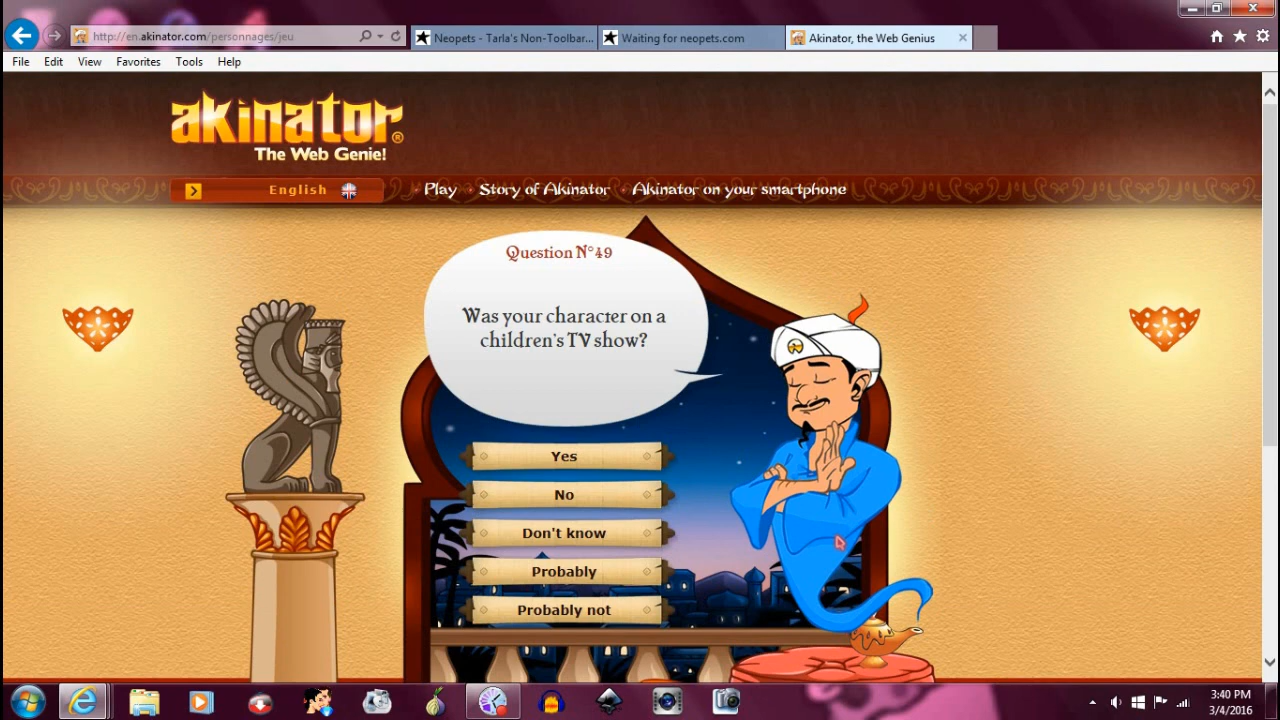 http://en.akinator.com/personnages/jeu
Neopets - Tarla's Non-Toolbar...
Waiting for neopets.com
Akinator, the Web Genius
File Edit View Favorites Tools Help
akinator®
The Web Genie!
English
Play
Story of Akinator
Akinator on your smartphone
Question N°49
Was your character on a
children's TV show?
Yes
No
Don't know
Probably
Probably not
3:40 PM
3/4/2016